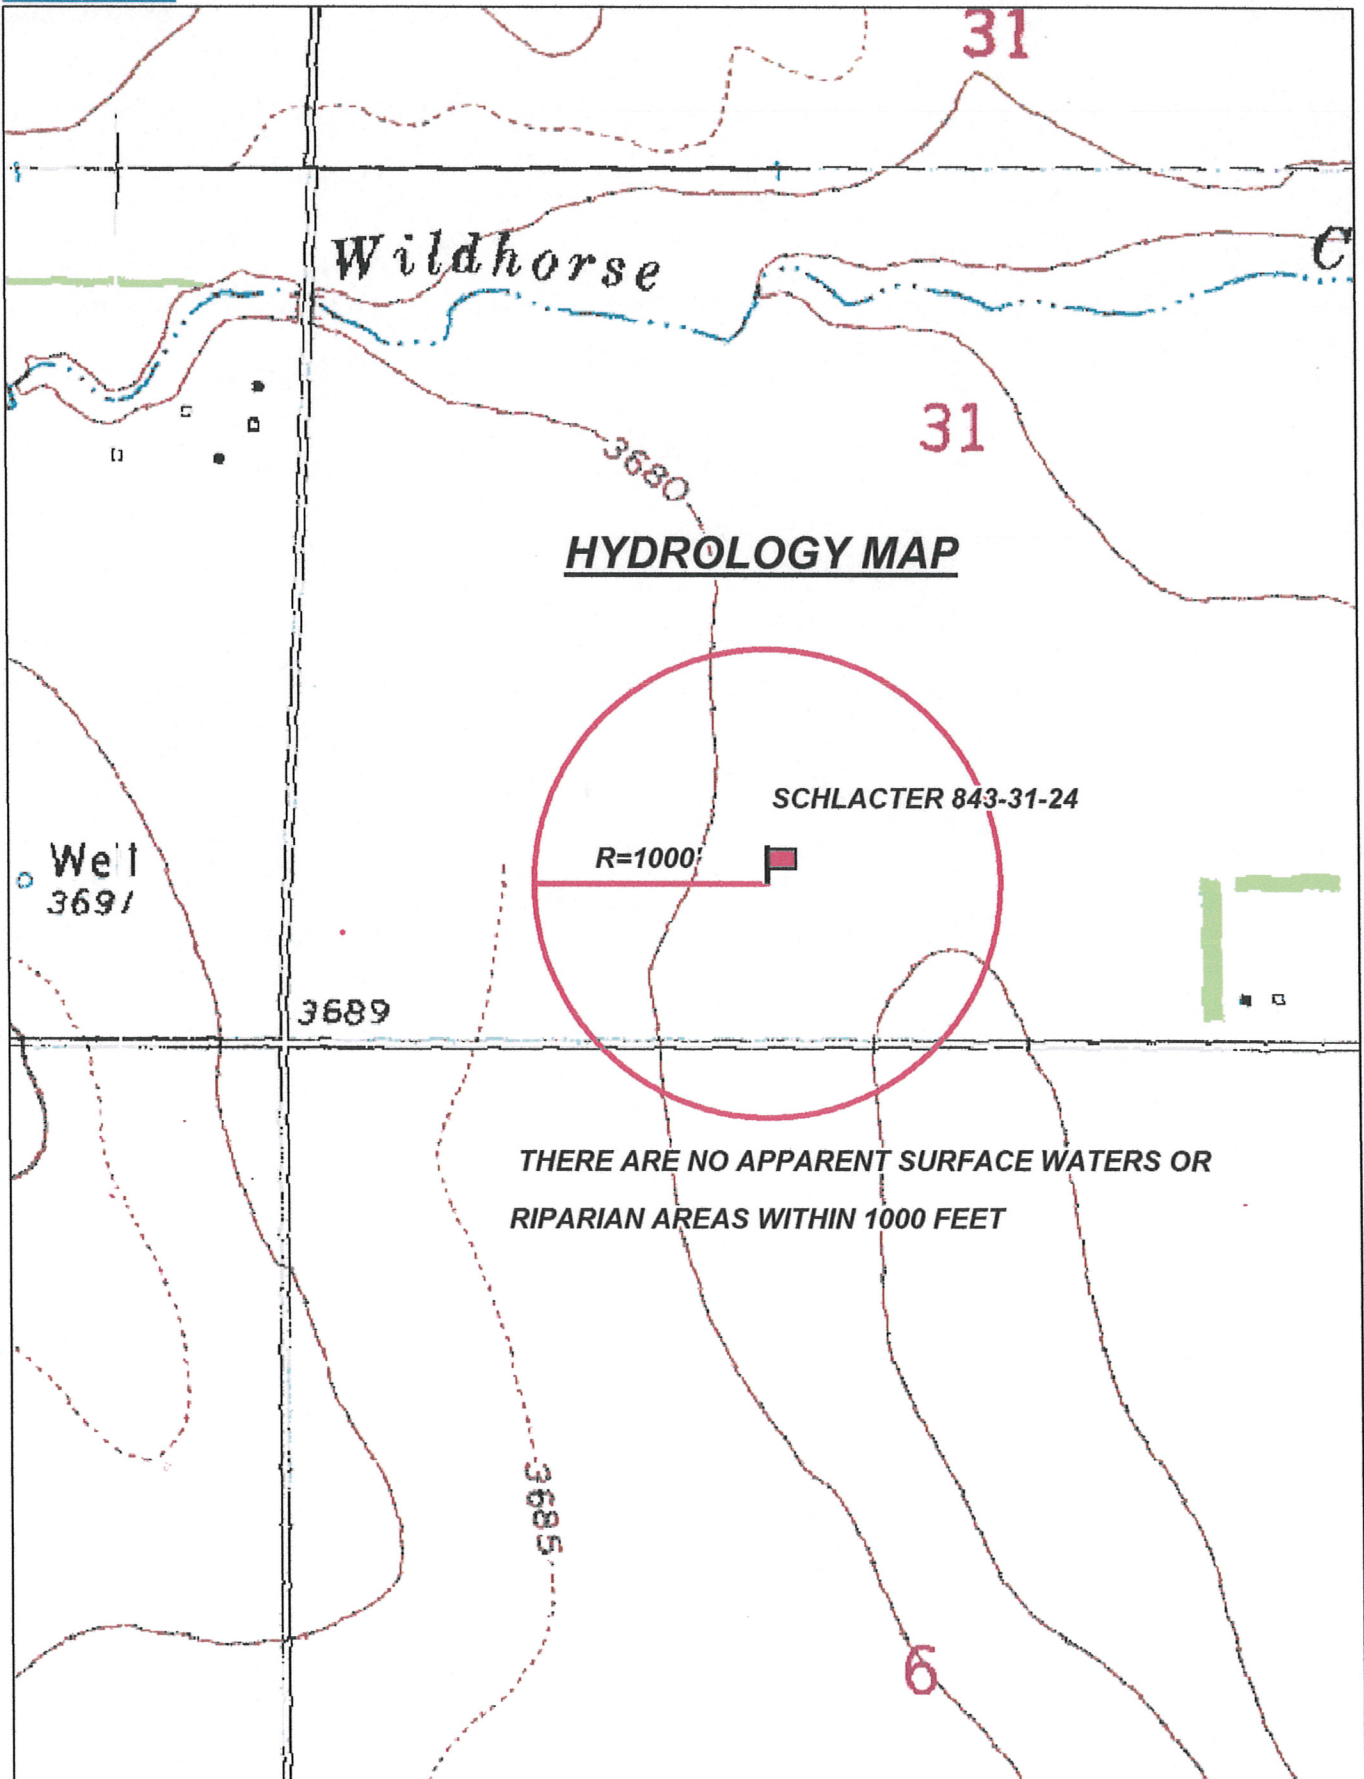 31
Wildhorse
C
31
3680
HYDROLOGY MAP
SCHLACTER 843-31-24
R=1000'
Well
3691
3689
THERE ARE NO APPARENT SURFACE WATERS OR
RIPARIAN AREAS WITHIN 1000 FEET
3685
6